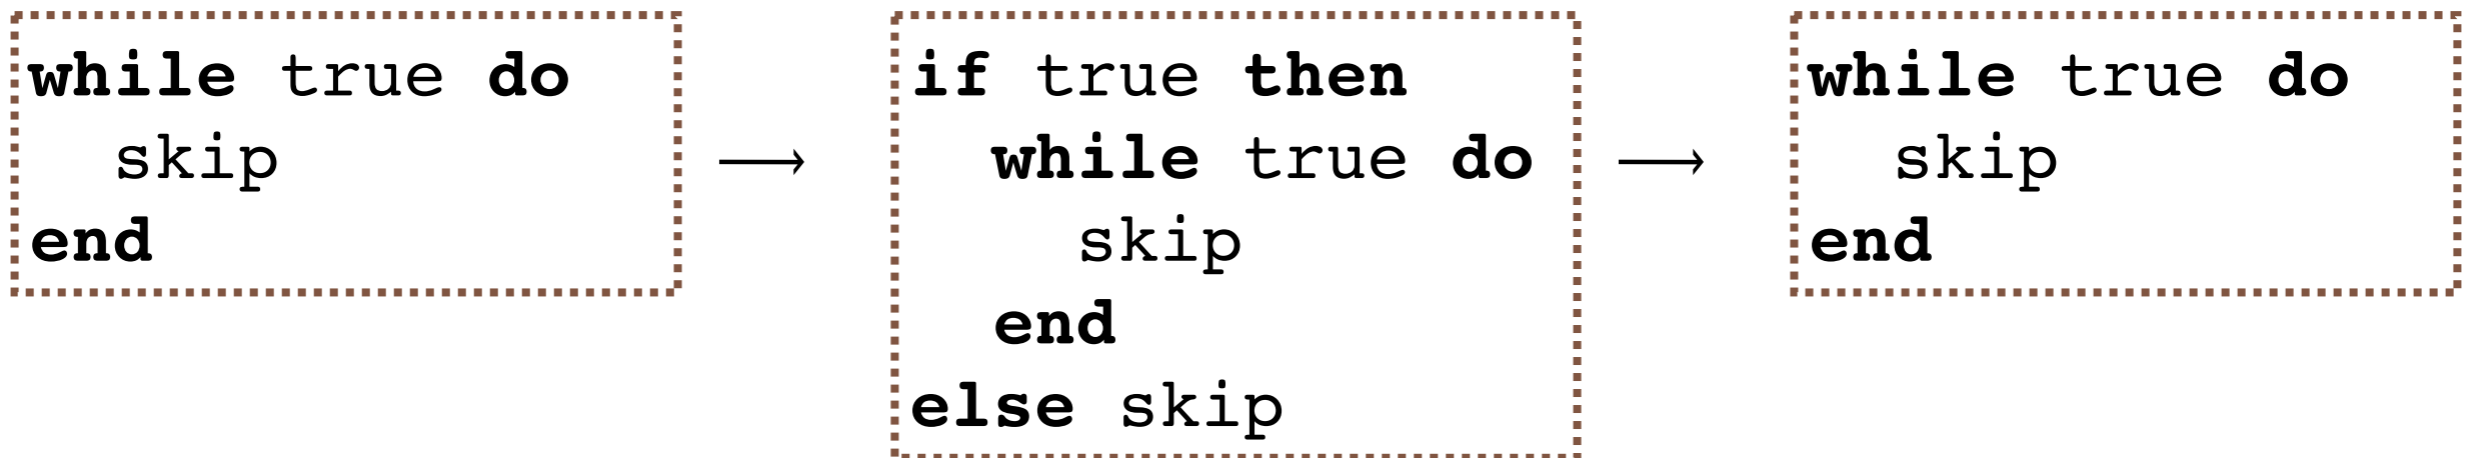 while true do
  skip
end
⟶
if true then
  while true do
    skip
  end
else skip
⟶
while true do
  skip
end